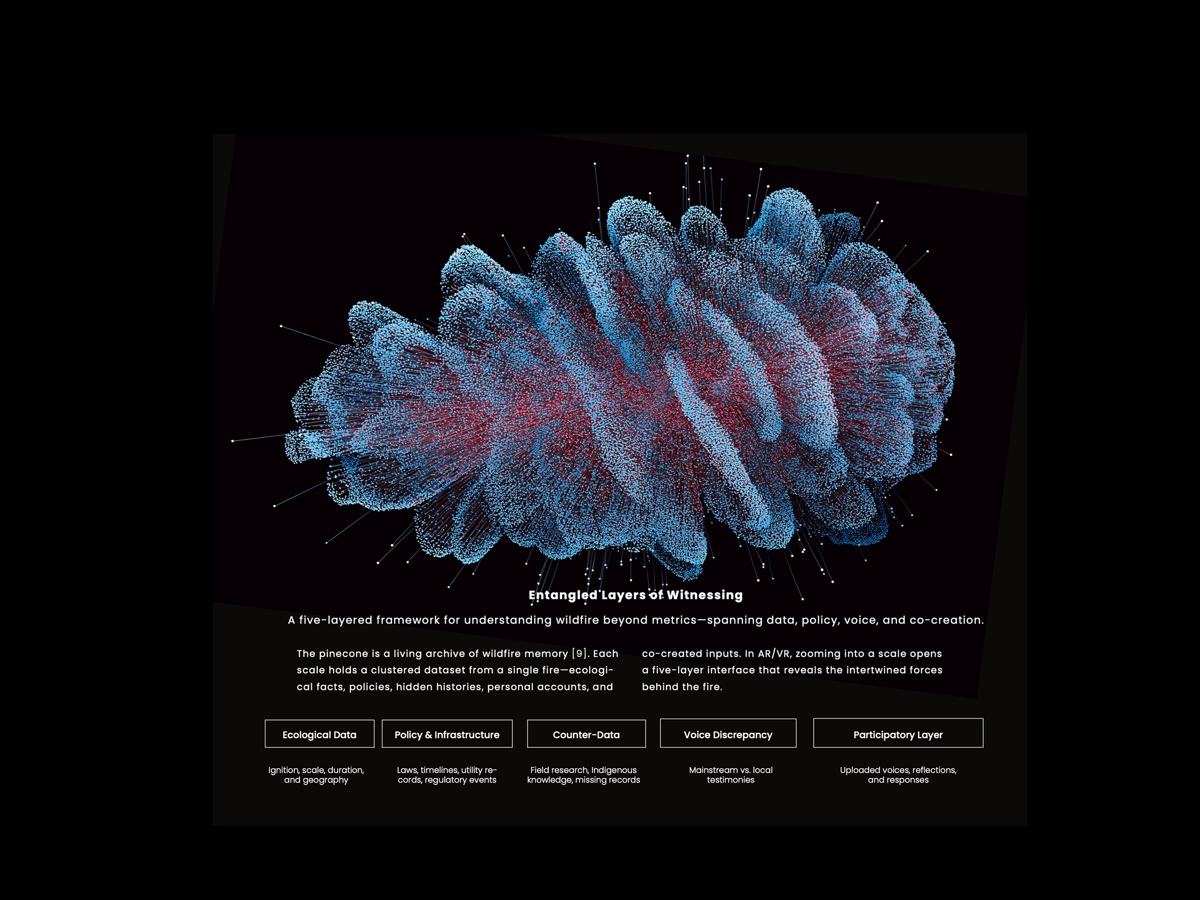 Entangled Layers of Witnessing
A five-layered framework for understanding wildfire beyond metrics—spanning data, policy, voice, and co-creation.
The pinecone is a living archive of wildfire memory [9]. Each
scale holds a clustered dataset from a single fire—ecologi-
cal facts, policies, hidden histories, personal accounts, and
co-created inputs. In AR/VR, zooming into a scale opens
a five-layer interface that reveals the intertwined forces
behind the fire.
Ecological Data
Ignition, scale, duration,
and geography
Policy & Infrastructure
Laws, timelines, utility re-
cords, regulatory events
Counter-Data
Field research, Indigenous
knowledge, missing records
Voice Discrepancy
Mainstream vs. local
testimonies
Participatory Layer
Uploaded voices, reflections,
and responses